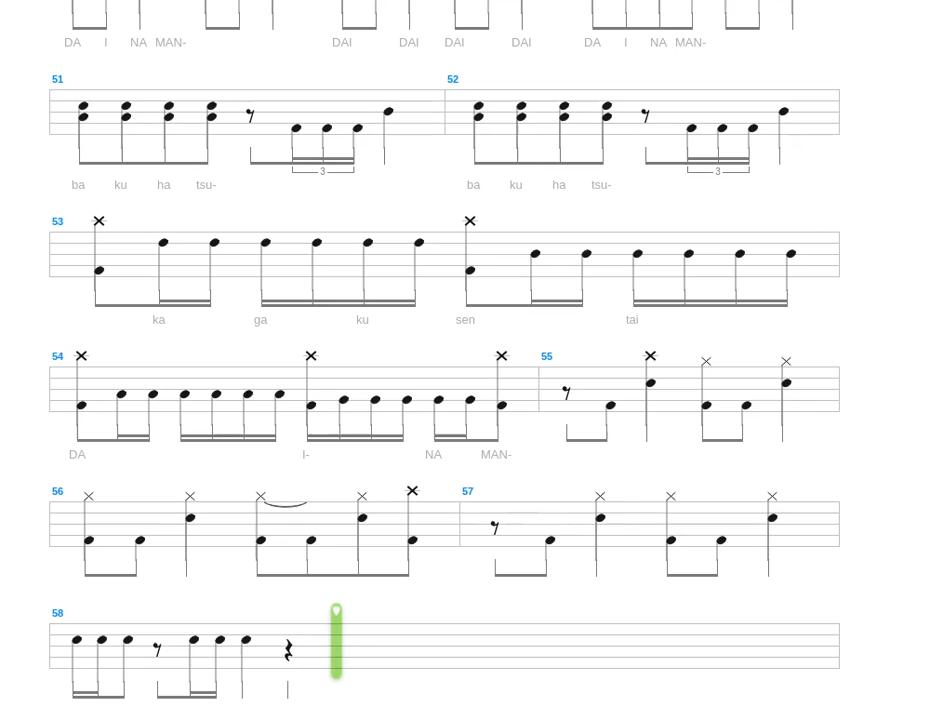 DA I NA MAN- DAI DAI DAI DAI DA I NA MAN-
51 52
3 3
ba ku ha tsu- ba ku ha tsu-
53
ka ga ku sen tai
54 55
DA I- NA MAN-
56 57
58